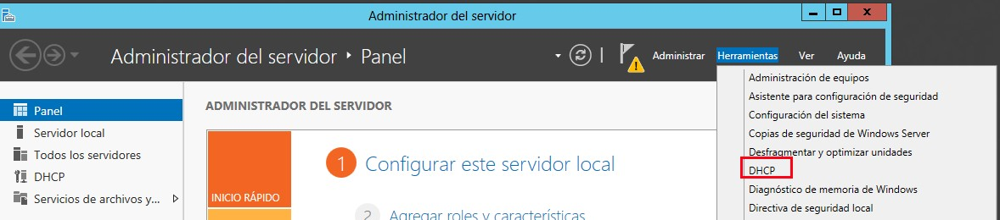 Administrador del servidor
Administrador del servidor ‣ Panel
Administrar Herramientas Ver Ayuda
Panel
Servidor local
Todos los servidores
DHCP
Servicios de archivos y...
ADMINISTRADOR DEL SERVIDOR
INICIO RÁPIDO
1 Configurar este servidor local
2 Agregar roles y características
Administración de equipos
Asistente para configuración de seguridad
Configuración del sistema
Copias de seguridad de Windows Server
Desfragmentar y optimizar unidades
DHCP
Diagnóstico de memoria de Windows
Directiva de seguridad local